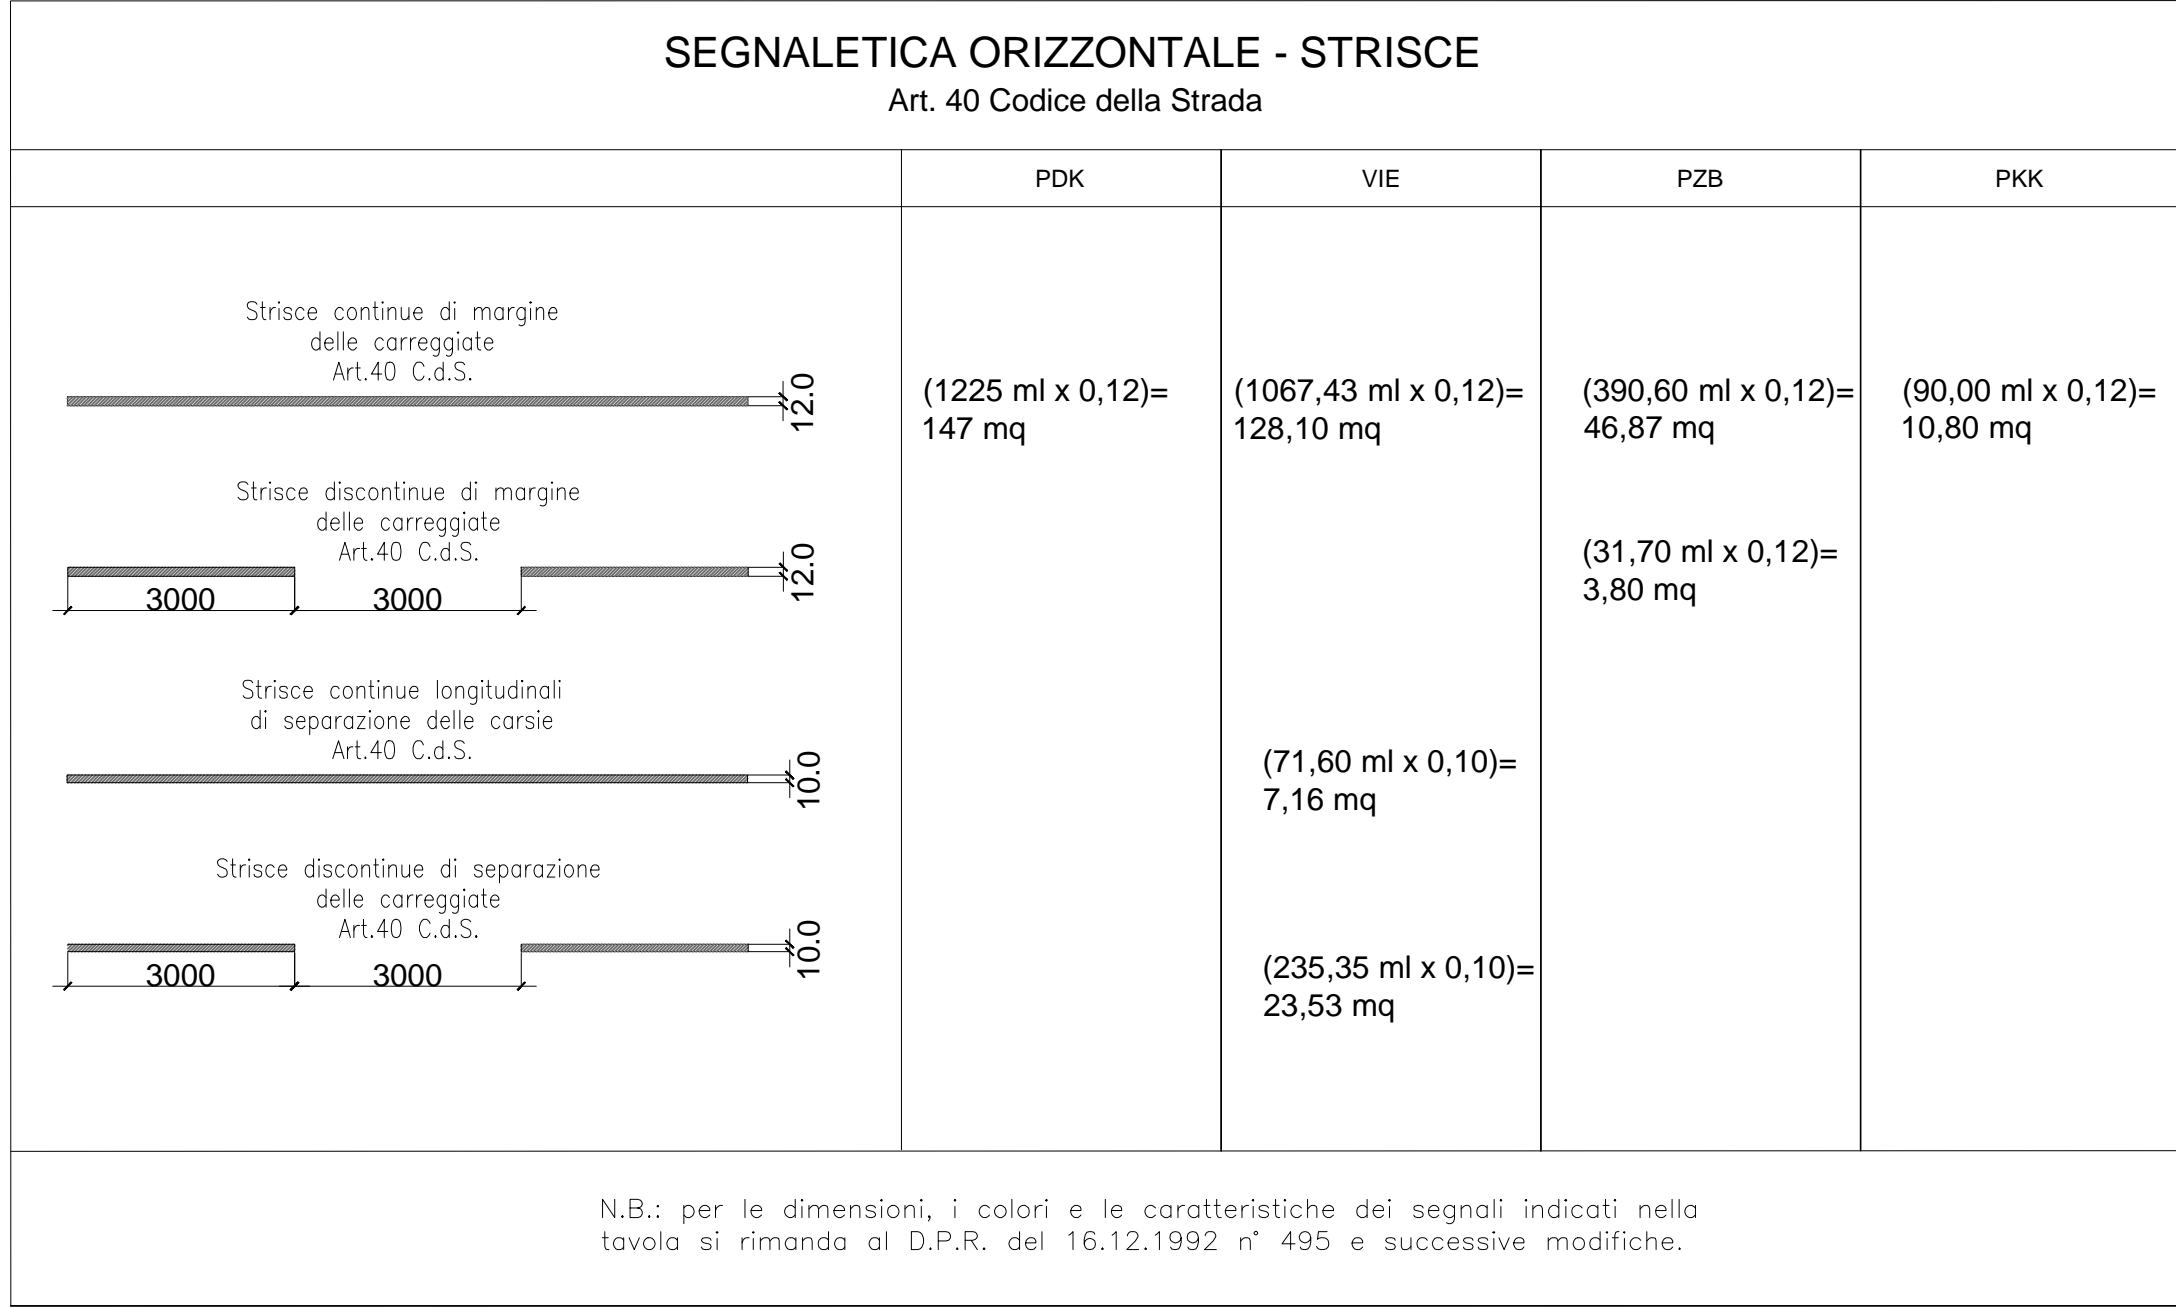 SEGNALETICA ORIZZONTALE - STRISCE
Art. 40 Codice della Strada
PDK
VIE
PZB
PKK
Strisce continue di margine
delle carreggiate
Art.40 C.d.S.
12.0
(1225 ml x 0,12)=
147 mq
(1067,43 ml x 0,12)=
128,10 mq
(390,60 ml x 0,12)=
46,87 mq
(90,00 ml x 0,12)=
10,80 mq
Strisce discontinue di margine
delle carreggiate
Art.40 C.d.S.
3000
3000
12.0
(31,70 ml x 0,12)=
3,80 mq
Strisce continue longitudinali
di separazione delle carsie
Art.40 C.d.S.
10.0
(71,60 ml x 0,10)=
7,16 mq
Strisce discontinue di separazione
delle carreggiate
Art.40 C.d.S.
3000
3000
10.0
(235,35 ml x 0,10)=
23,53 mq
N.B.: per le dimensioni, i colori e le caratteristiche dei segnali indicati nella
tavola si rimanda al D.P.R. del 16.12.1992 n° 495 e successive modifiche.